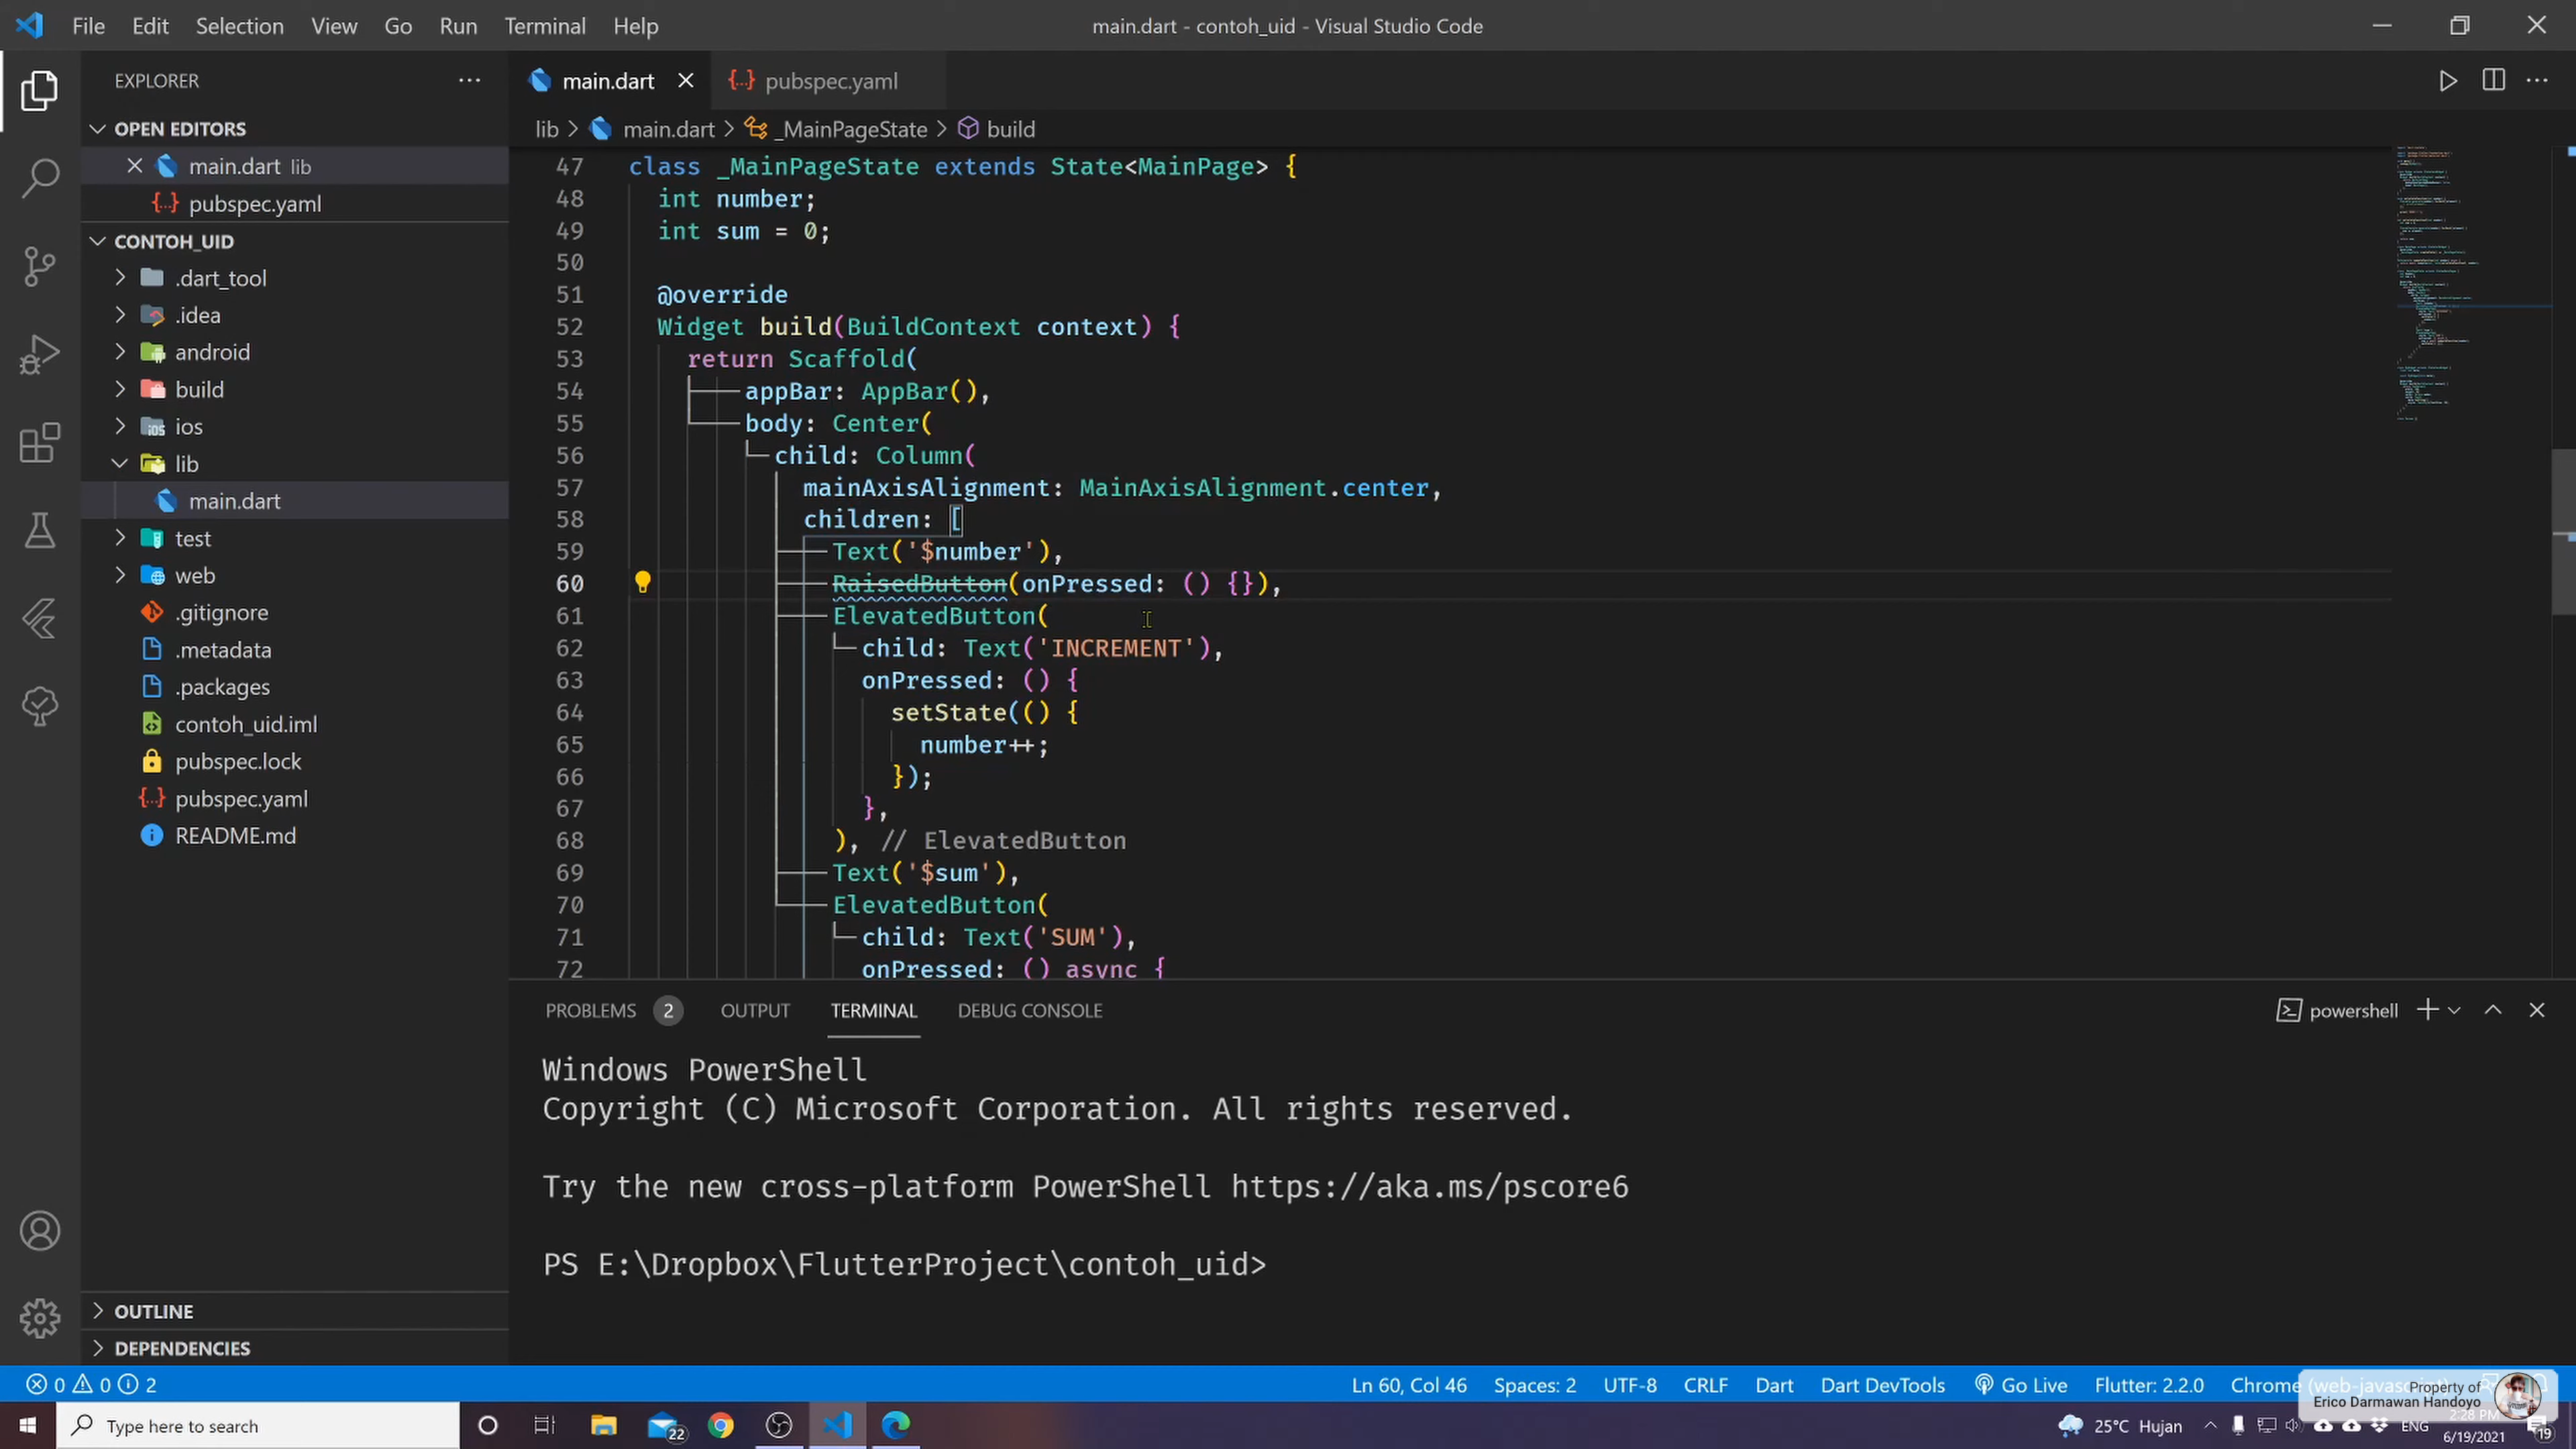 File Edit Selection View Go Run Terminal Help
main.dart - contoh_uid - Visual Studio Code
EXPLORER
OPEN EDITORS
main.dart lib
pubspec.yaml
CONTOH_UID
.dart_tool
.idea
android
build
ios
lib
main.dart
test
web
.gitignore
.metadata
.packages
contoh_uid.iml
pubspec.lock
pubspec.yaml
README.md
OUTLINE
DEPENDENCIES
main.dart
pubspec.yaml
lib > main.dart > _MainPageState > build
47 class _MainPageState extends State<MainPage> {
48 int number;
49 int sum = 0;
50
51 @override
52 Widget build(BuildContext context) {
53 return Scaffold(
54 appBar: AppBar(),
55 body: Center(
56 child: Column(
57 mainAxisAlignment: MainAxisAlignment.center,
58 children: [
59 Text('$number'),
60 RaisedButton(onPressed: () {}),
61 ElevatedButton(
62 child: Text('INCREMENT'),
63 onPressed: () {
64 setState(() {
65 number++;
66 });
67 },
68 ), // ElevatedButton
69 Text('$sum'),
70 ElevatedButton(
71 child: Text('SUM'),
72 onPressed: () async {
PROBLEMS 2 OUTPUT TERMINAL DEBUG CONSOLE
powershell
Windows PowerShell
Copyright (C) Microsoft Corporation. All rights reserved.
Try the new cross-platform PowerShell https://aka.ms/pscore6
PS E:\Dropbox\FlutterProject\contoh_uid>
0 0 2
Ln 60, Col 46 Spaces: 2 UTF-8 CRLF Dart Dart DevTools Go Live Flutter: 2.2.0 Chrome (web-javascript)
Property of
Erico Darmawan Handoyo
Type here to search
22
25°C Hujan
ENG
2:28 PM
6/19/2021
19